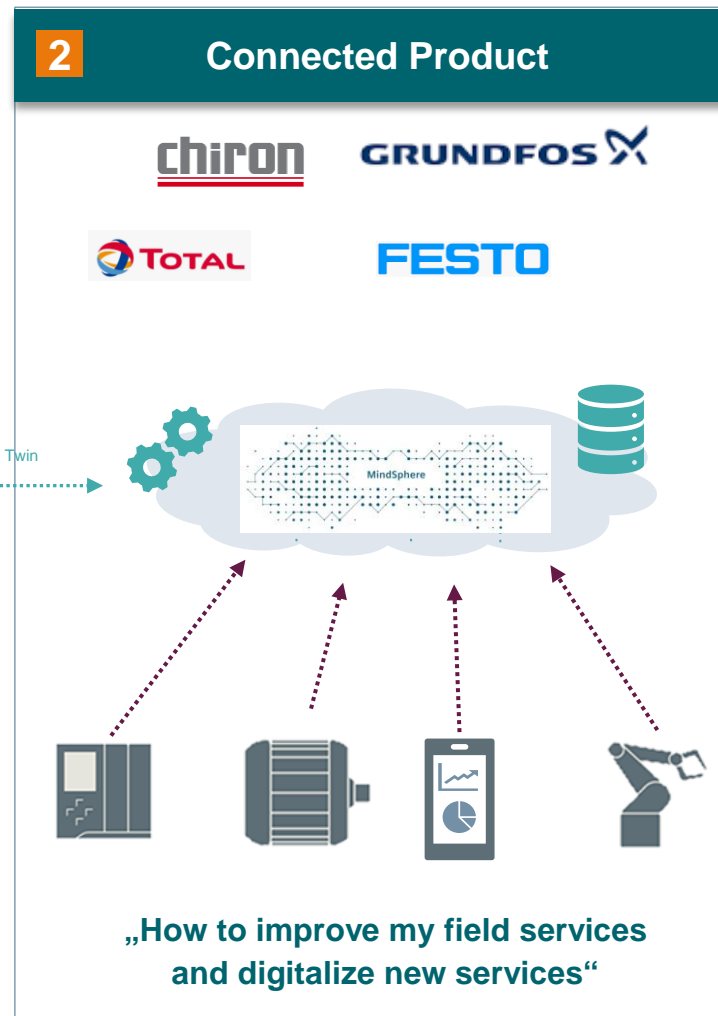 2
Connected Product
chiron
GRUNDFOS
TOTAL
FESTO
Twin
MindSphere
„How to improve my field services
and digitalize new services“